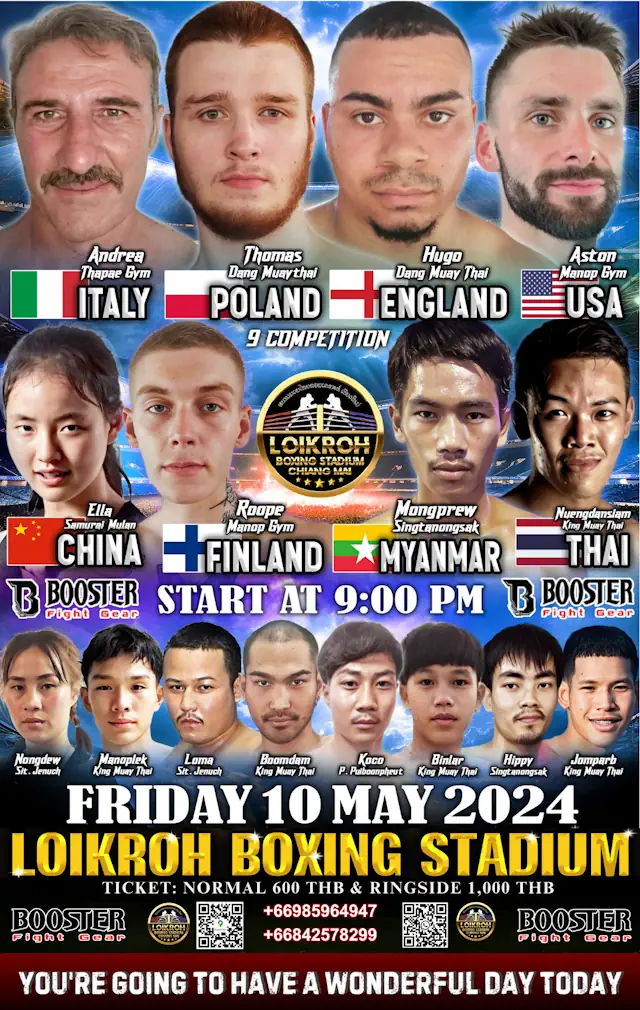 Andrea
Thapae Gym
ITALY
Thomas
Dang Muaythai
POLAND
Hugo
Dang Muay Thai
ENGLAND
Aston
Manop Gym
USA
9 COMPETITION
LOIKROH
BOXING STADIUM
CHIANG MAI
Ella
Samurai Mulan
CHINA
Roope
Manop Gym
FINLAND
Mongprew
Singtanongsak
MYANMAR
Nuengdansiam
King Muay Thai
THAI
BOOSTER
Fight Gear
START AT 9:00 PM
BOOSTER
Fight Gear
Nongdew
Sit. Jenuch
Manoplek
King Muay Thai
Loma
Sit. Jenuch
Boomdam
King Muay Thai
Koco
P. Puiboonpheut
Binlar
King Muay Thai
Hippy
Singtanongsak
Jomparb
King Muay Thai
FRIDAY 10 MAY 2024
LOIKROH BOXING STADIUM
TICKET: NORMAL 600 THB & RINGSIDE 1,000 THB
BOOSTER
Fight Gear
LOIKROH
+66985964947
+66842578299
LOIKROH
BOOSTER
Fight Gear
YOU'RE GOING TO HAVE A WONDERFUL DAY TODAY